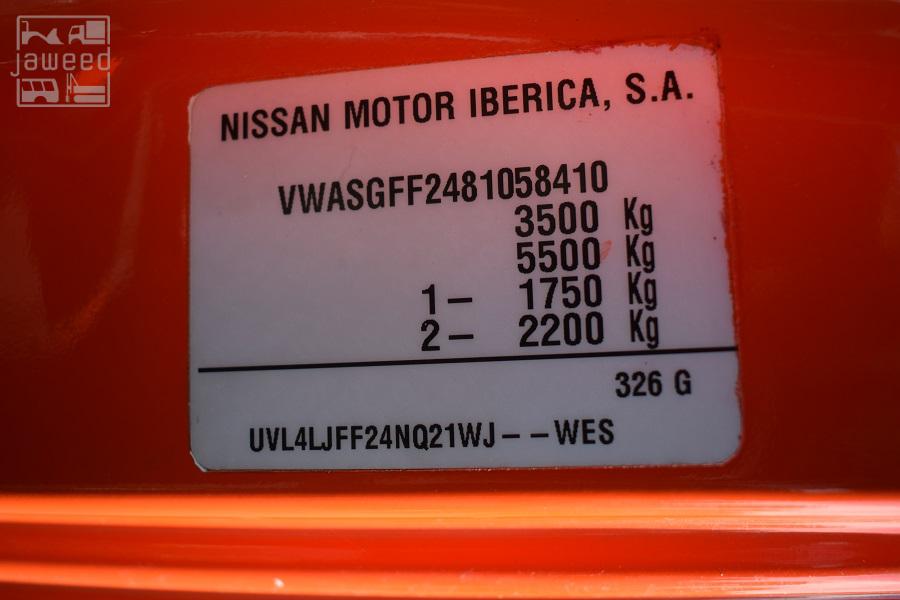 jaweed
NISSAN MOTOR IBERICA, S.A.
VWASGFF2481058410
3500 Kg
5500 Kg
1– 1750 Kg
2– 2200 Kg
326 G
UVL4LJFF24NQ21WJ––WES